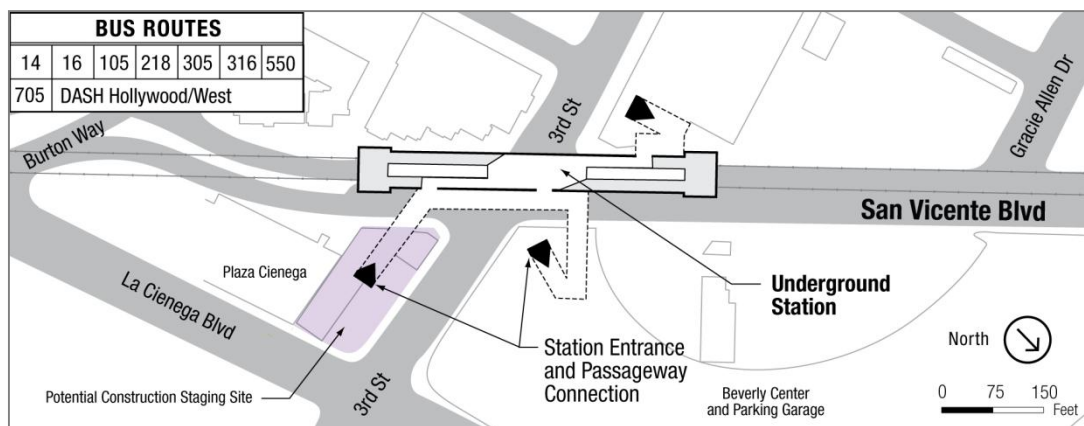 BUS ROUTES
14 16 105 218 305 316 550
705 DASH Hollywood/West
Burton Way
3rd St
Gracie Allen Dr
San Vicente Blvd
Plaza Cienega
La Cienega Blvd
Underground
Station
Station Entrance
and Passageway
Connection
North
Potential Construction Staging Site
3rd St
Beverly Center
and Parking Garage
0 75 150
Feet